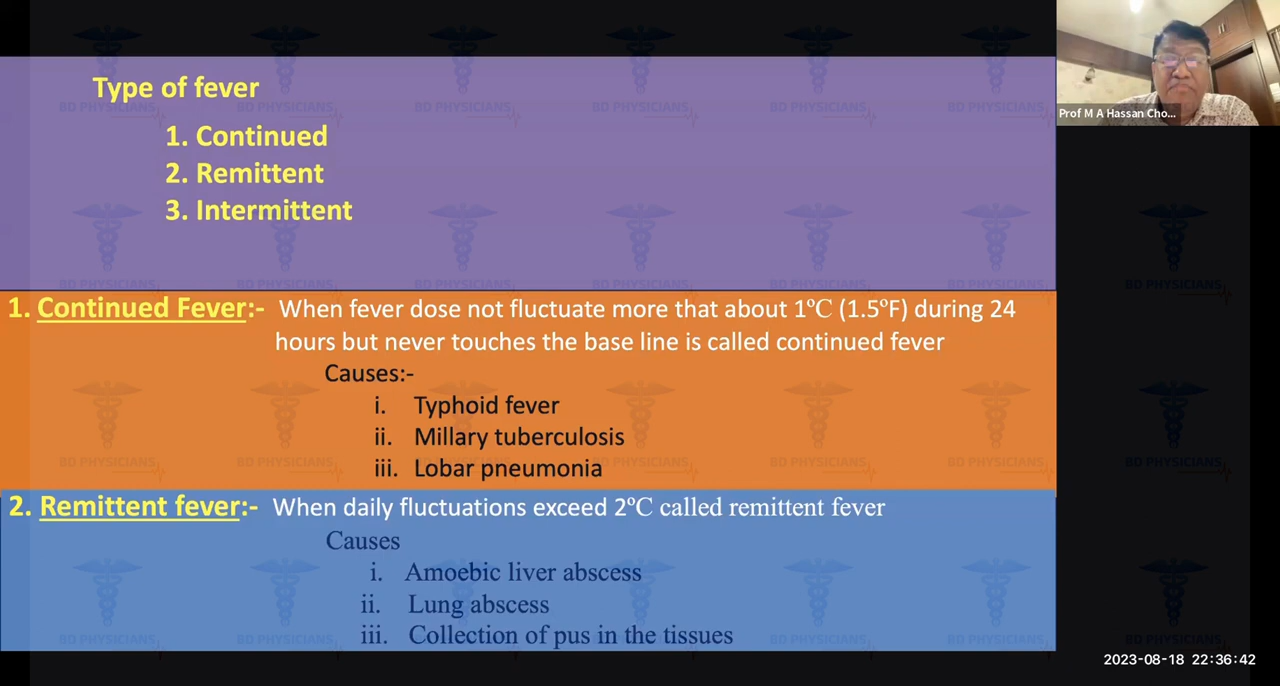 Type of fever
1. Continued
2. Remittent
3. Intermittent
1. Continued Fever:- When fever dose not fluctuate more that about 1ºC (1.5ºF) during 24
hours but never touches the base line is called continued fever
Causes:-
i. Typhoid fever
ii. Millary tuberculosis
iii. Lobar pneumonia
2. Remittent fever:- When daily fluctuations exceed 2ºC called remittent fever
Causes
i. Amoebic liver abscess
ii. Lung abscess
iii. Collection of pus in the tissues
Prof M A Hassan Cho...
BD PHYSICIANS
2023-08-18 22:36:42